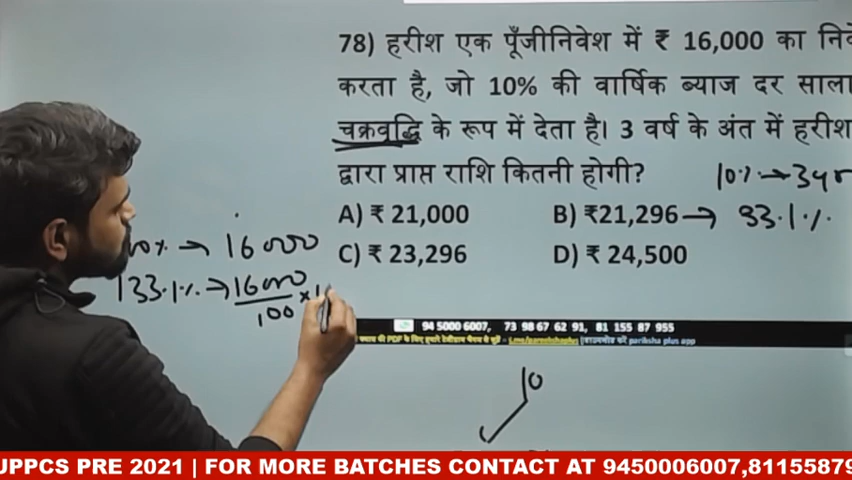 78) हरीश एक पूँजीनिवेश में ₹ 16,000 का निवे
करता है, जो 10% की वार्षिक ब्याज दर साला
चक्रवृद्धि के रूप में देता है। 3 वर्ष के अंत में हरीश
द्वारा प्राप्त राशि कितनी होगी?
10% → 3yr
A) ₹ 21,000
B) ₹21,296 → 33.1%
C) ₹ 23,296
D) ₹ 24,500
→ 16000
133.1% → 16000
100 ×
94 5000 6007, 73 98 67 62 91, 81 155 87 955
10
UPPCS PRE 2021 | FOR MORE BATCHES CONTACT AT 9450006007,81155879